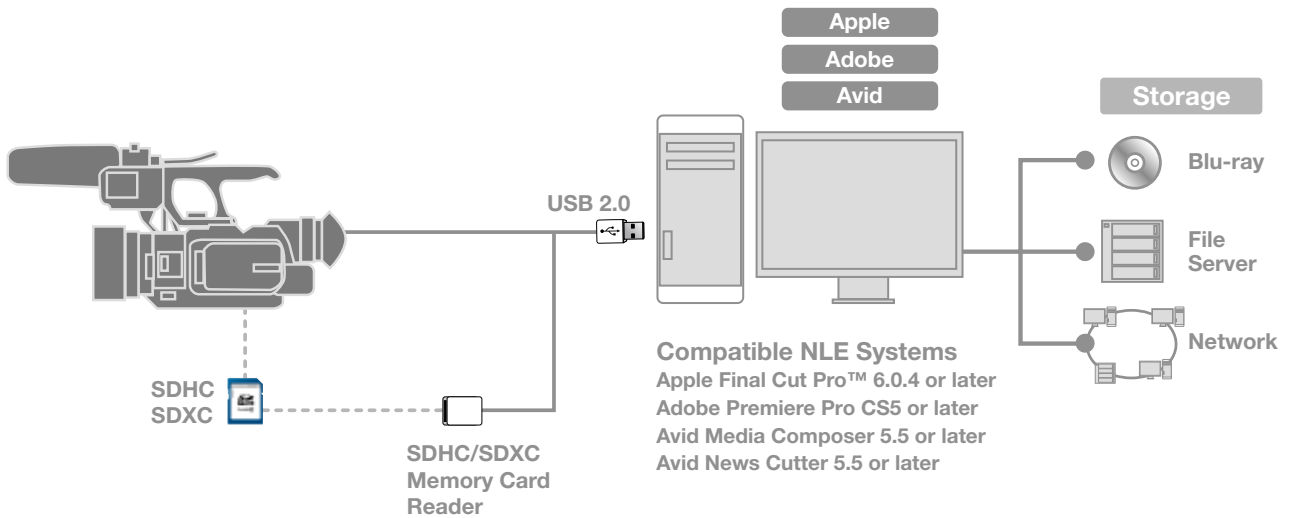 Apple
Adobe
Avid
Storage
Blu-ray
USB 2.0
File
Server
Network
Compatible NLE Systems
Apple Final Cut Pro™ 6.0.4 or later
Adobe Premiere Pro CS5 or later
Avid Media Composer 5.5 or later
Avid News Cutter 5.5 or later
SDHC
SDXC
SDHC/SDXC
Memory Card
Reader